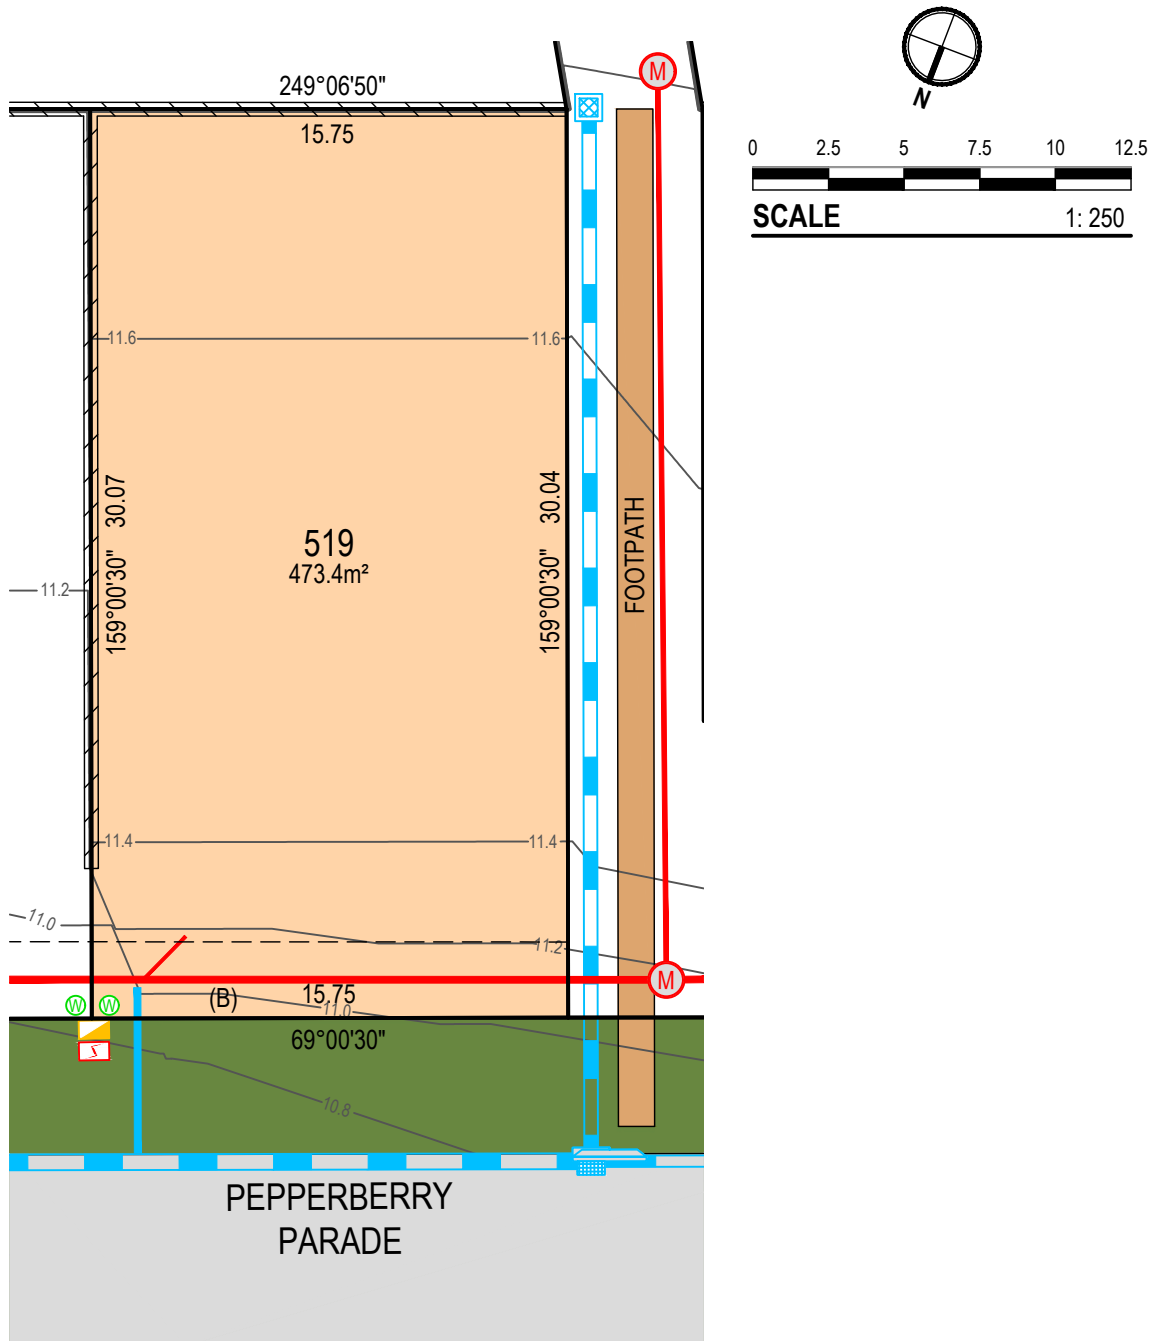 249°06'50"
15.75
M
N
0 2.5 5 7.5 10 12.5
SCALE 1: 250
11.6 11.6
159°00'30" 30.07
159°00'30" 30.04
519
473.4m²
FOOTPATH
11.2
11.4 11.4
11.0
11.2
M
W W
(B) 15.75
11.0
69°00'30"
10.8
PEPPERBERRY
PARADE